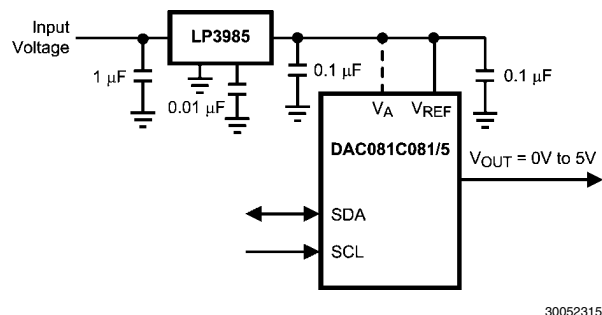 Input
Voltage
LP3985
1 μF
0.01 μF
0.1 μF
0.1 μF
VA
VREF
DAC081C081/5
VOUT = 0V to 5V
SDA
SCL
30052315